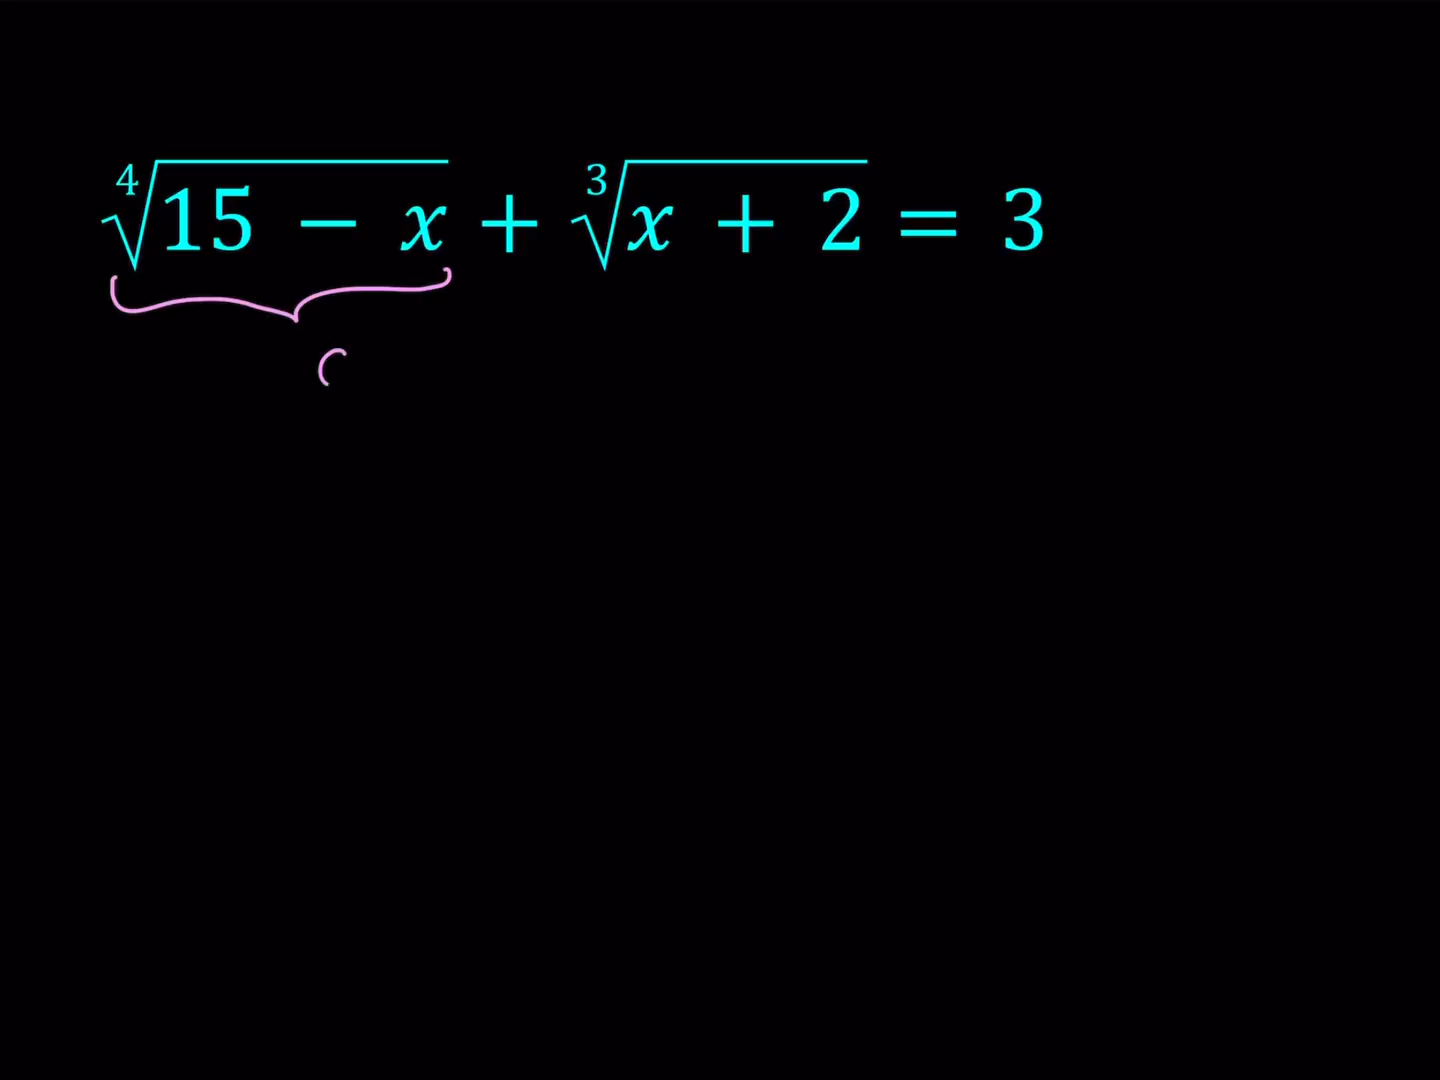 ∜(15 − x) + ∛(x + 2) = 3